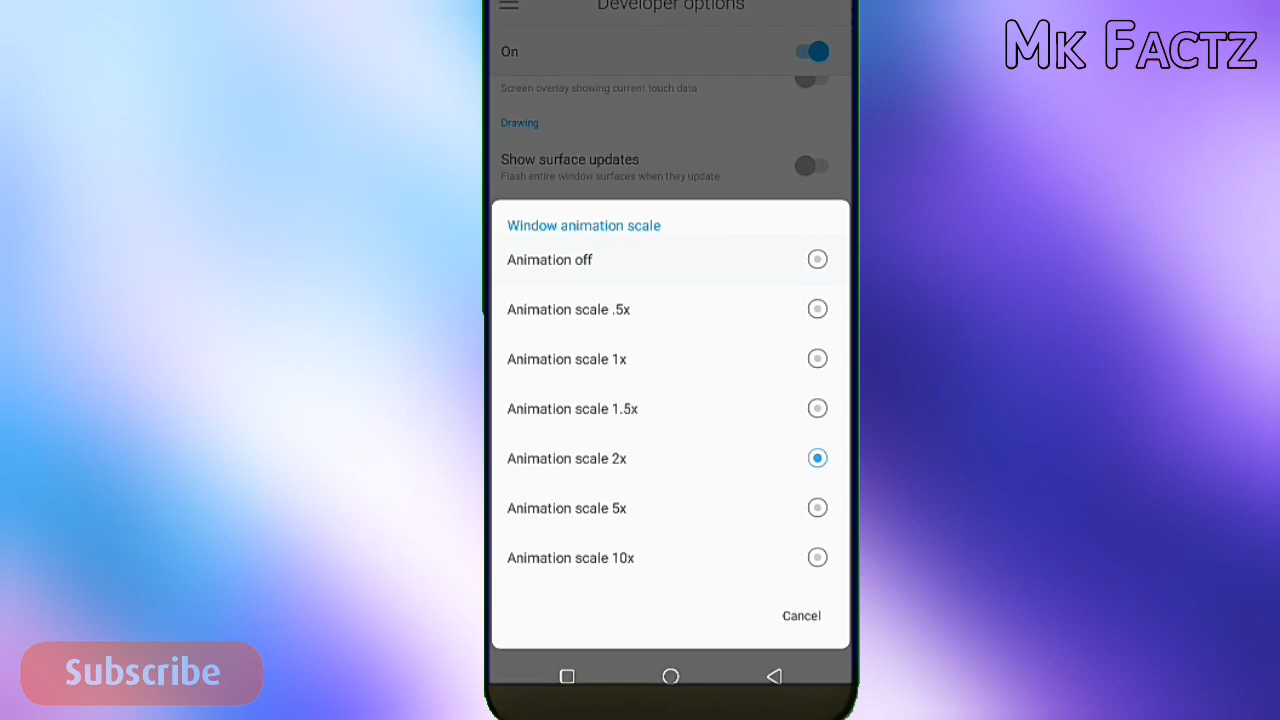 Developer options
Mk Factz
On
Screen overlay showing current touch data
Drawing
Show surface updates
Flash entire window surfaces when they update
Window animation scale
Animation off
Animation scale .5x
Animation scale 1x
Animation scale 1.5x
Animation scale 2x
Animation scale 5x
Animation scale 10x
Cancel
Subscribe